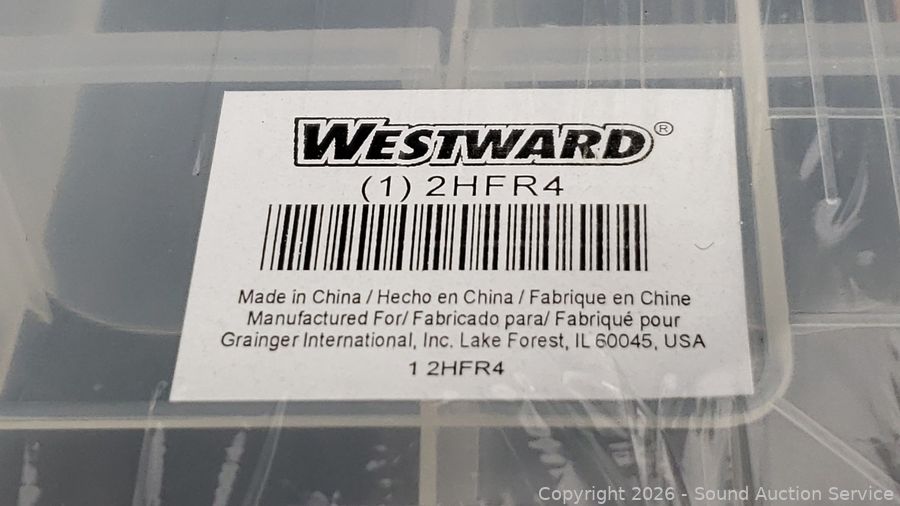 WESTWARD®
(1) 2HFR4
Made in China / Hecho en China / Fabrique en Chine
Manufactured For/ Fabricado para/ Fabriqué pour
Grainger International, Inc. Lake Forest, IL 60045, USA
1 2HFR4
Copyright 2026 - Sound Auction Service